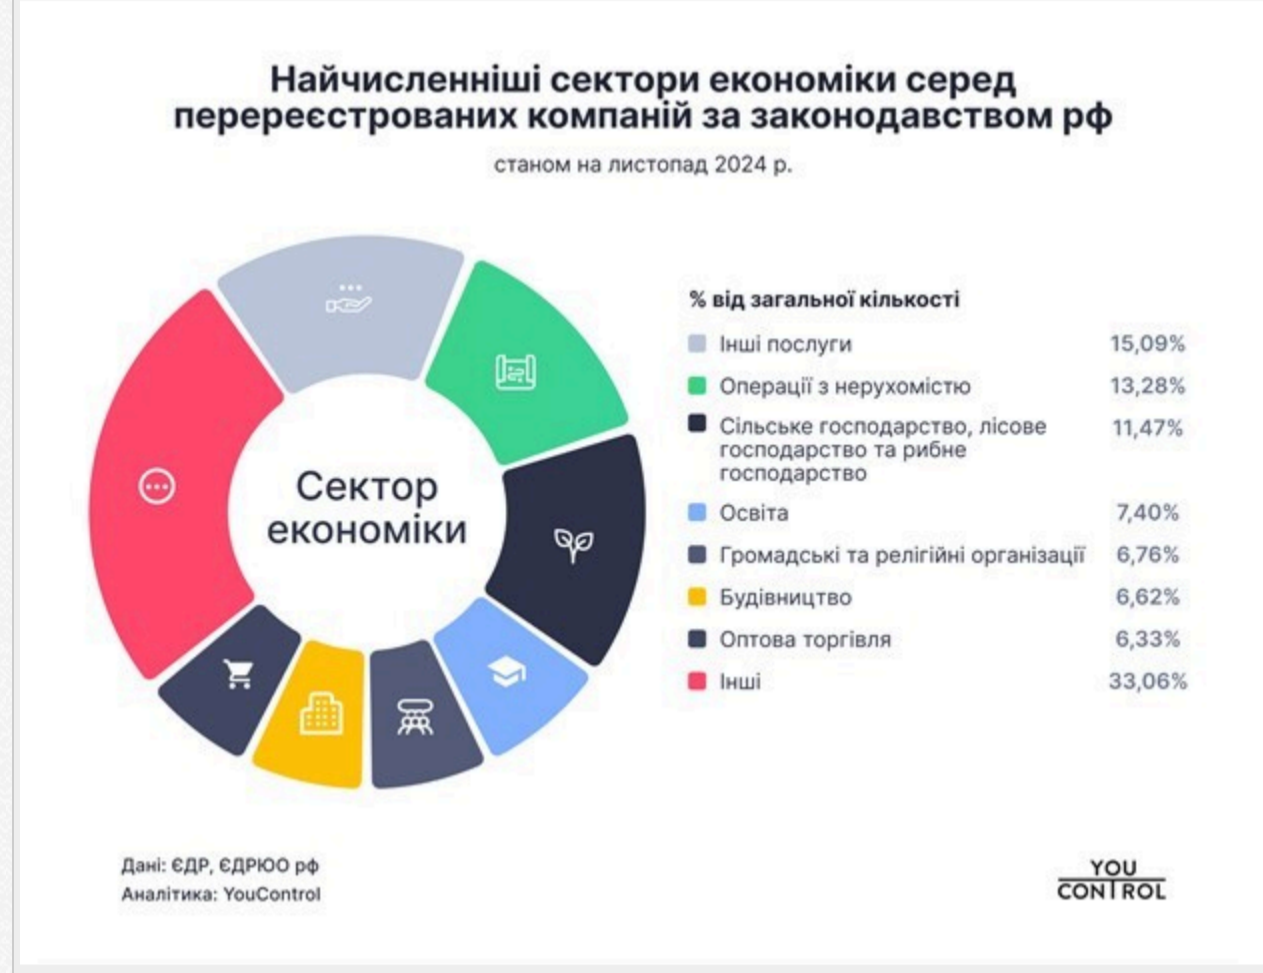 Найчисленніші сектори економіки серед
перереєстрованих компаній за законодавством рф
станом на листопад 2024 р.
Сектор
економіки
% від загальної кількості
Інші послуги 15,09%
Операції з нерухомістю 13,28%
Сільське господарство, лісове 11,47%
господарство та рибне
господарство
Освіта 7,40%
Громадські та релігійні організації 6,76%
Будівництво 6,62%
Оптова торгівля 6,33%
Інші 33,06%
Дані: ЄДР, ЄДРЮО рф
Аналітика: YouControl
YOU
CONTROL